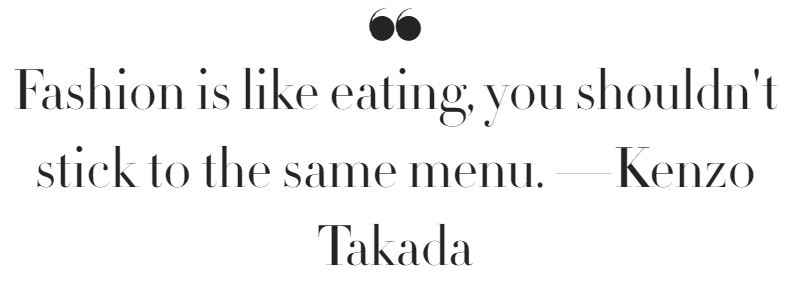 “
Fashion is like eating, you shouldn't
stick to the same menu. —Kenzo
Takada